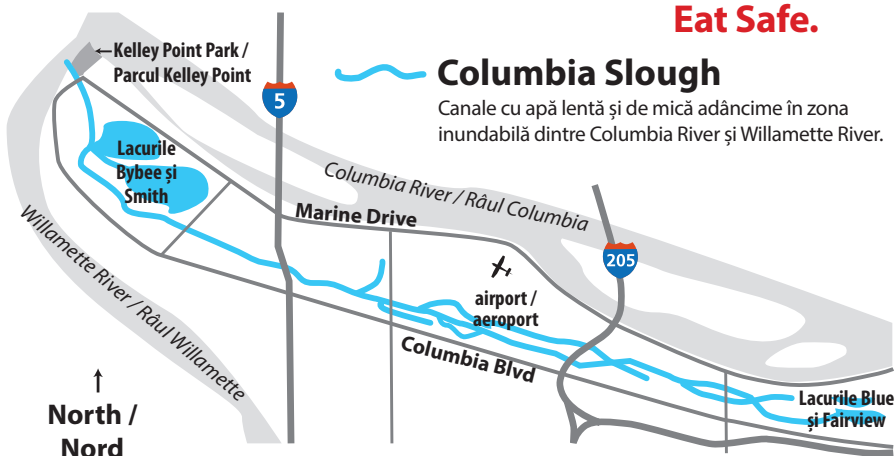 Eat Safe.
←Kelley Point Park /
Parcul Kelley Point
Columbia Slough
Canale cu apă lentă și de mică adâncime în zona
inundabilă dintre Columbia River și Willamette River.
5
Lacurile
Bybee și
Smith
Columbia River / Râul Columbia
Marine Drive
205
Willamette River / Râul Willamette
airport /
aeroport
Columbia Blvd
Lacurile Blue
și Fairview
North /
Nord